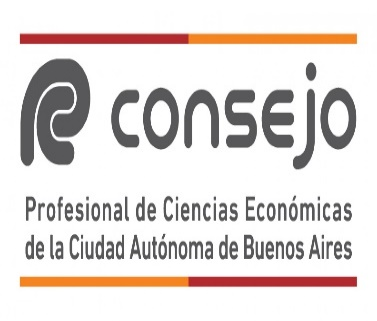 consejo
Profesional de Ciencias Económicas
de la Ciudad Autónoma de Buenos Aires